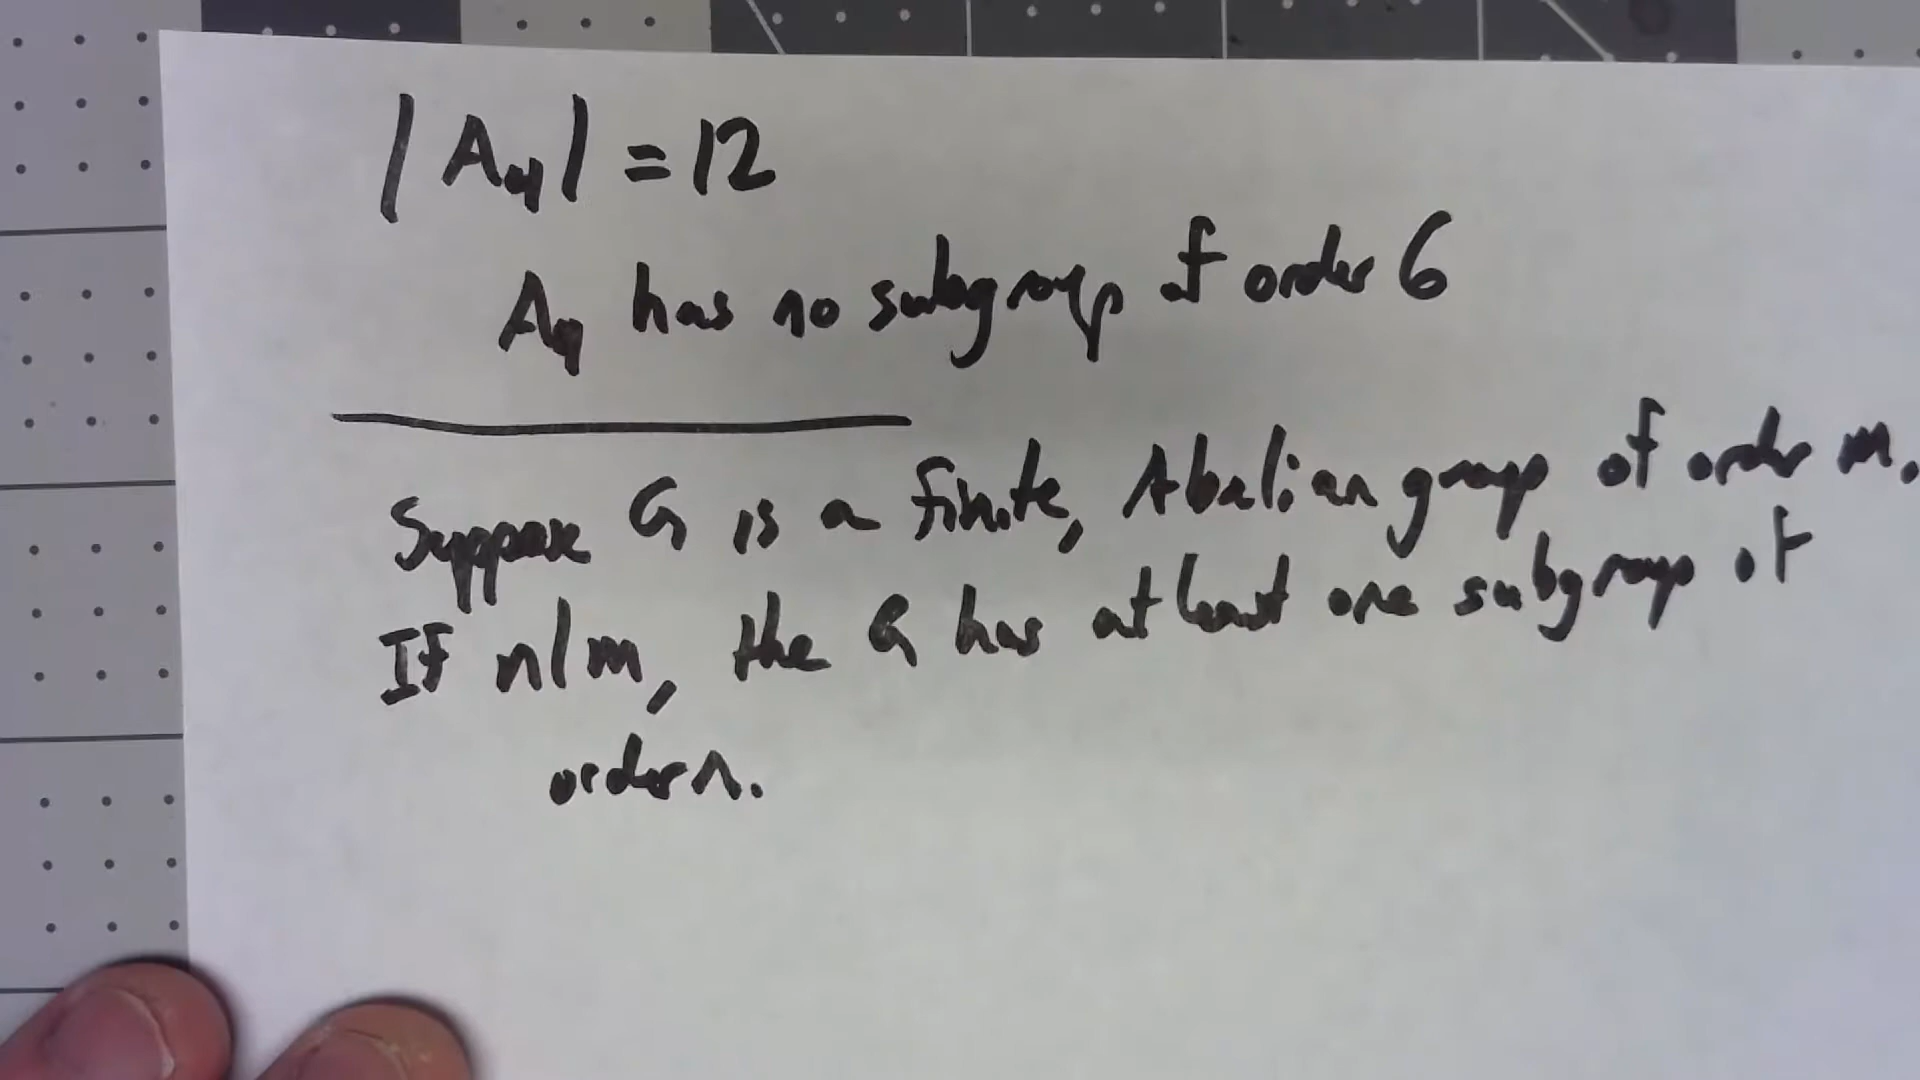 |A4| = 12
A4 has no subgroup of order 6
Suppose G is a finite, Abelian group of order m.
If n|m, the G has at least one subgroup of
order n.